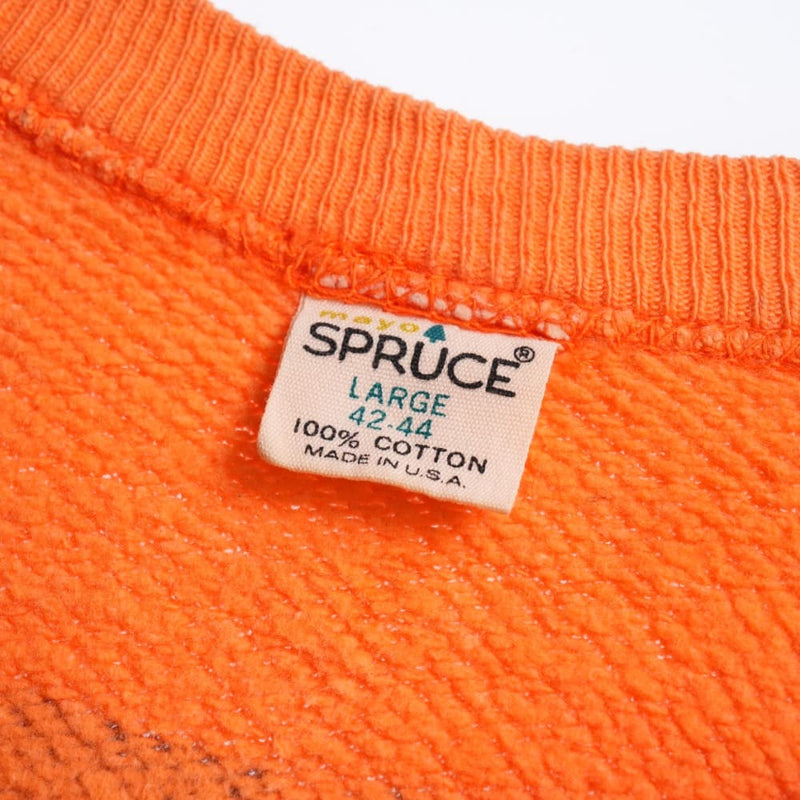 mayo
SPRUCE®
LARGE
42-44
100% COTTON
MADE IN U.S.A.